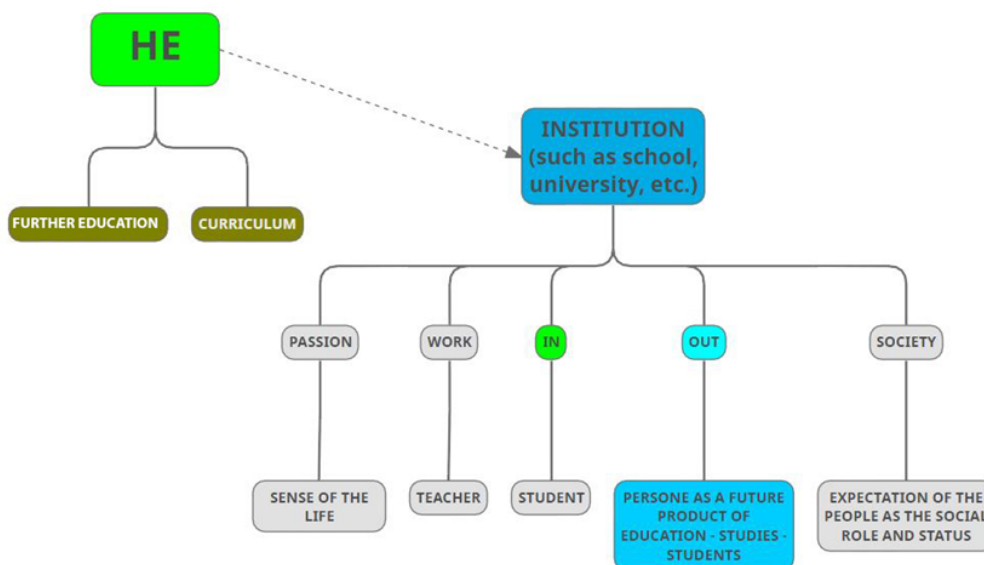 HE
INSTITUTION
(such as school,
university, etc.)
FURTHER EDUCATION
CURRICULUM
PASSION
WORK
IN
OUT
SOCIETY
SENSE OF THE
LIFE
TEACHER
STUDENT
PERSONE AS A FUTURE
PRODUCT OF
EDUCATION - STUDIES -
STUDENTS
EXPECTATION OF THE
PEOPLE AS THE SOCIAL
ROLE AND STATUS